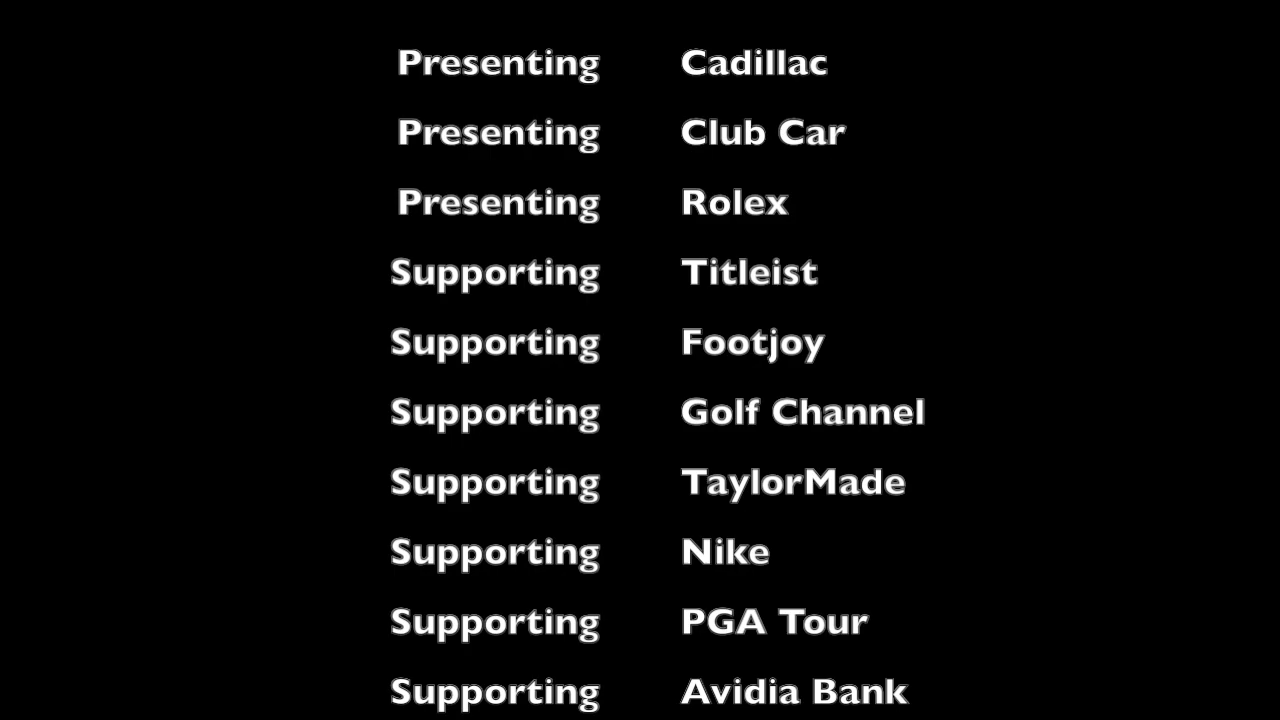 Presenting Cadillac
Presenting Club Car
Presenting Rolex
Supporting Titleist
Supporting Footjoy
Supporting Golf Channel
Supporting TaylorMade
Supporting Nike
Supporting PGA Tour
Supporting Avidia Bank